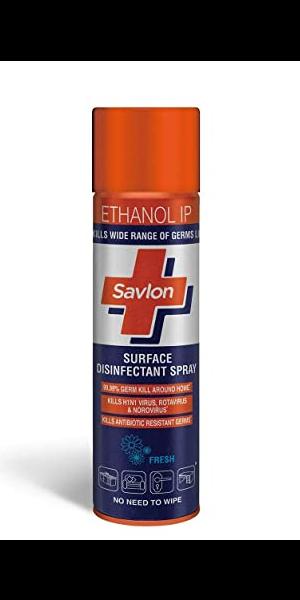 ETHANOL IP
KILLS WIDE RANGE OF GERMS
Savlon
SURFACE
DISINFECTANT SPRAY
99.99% GERM KILL AROUND HOME*
KILLS H1N1 VIRUS, ROTAVIRUS
& NOROVIRUS*
KILLS ANTIBIOTIC RESISTANT GERMS*
FRESH
NO NEED TO WIPE